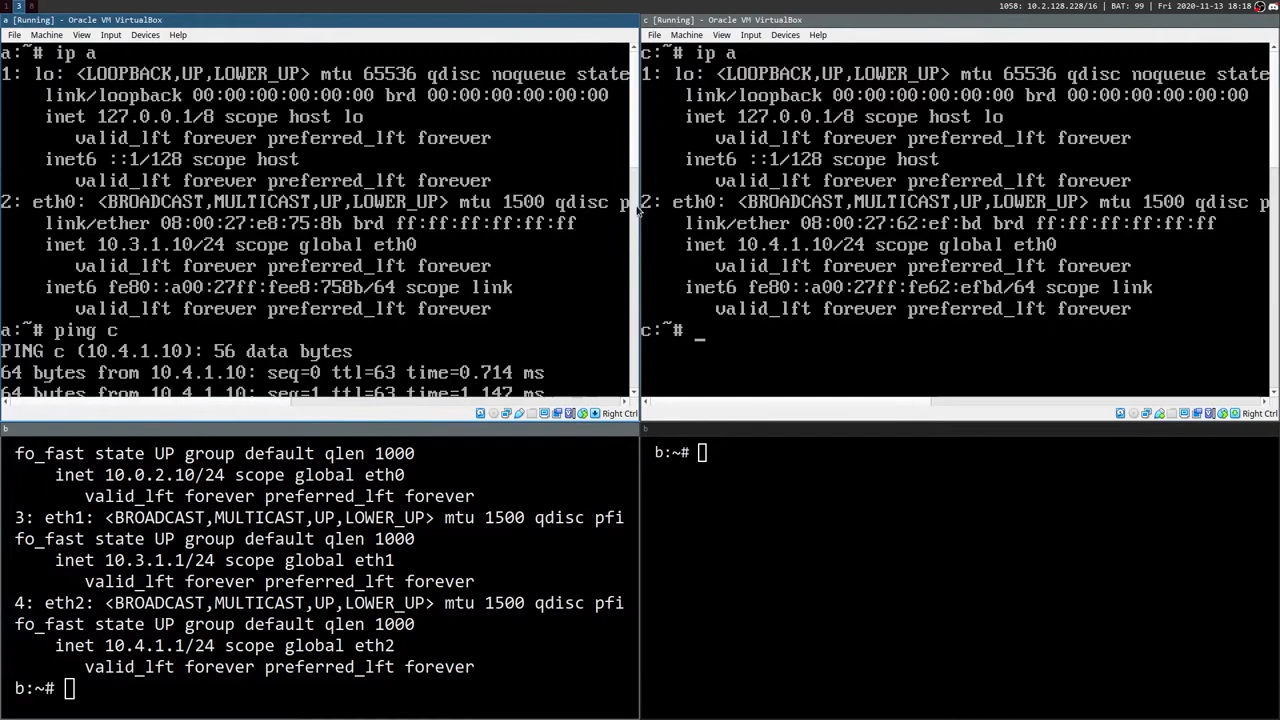 1 3 8 1058: 10.2.128.228/16 | BAT: 99 | Fri 2020-11-13 18:18
a [Running] - Oracle VM VirtualBox
File Machine View Input Devices Help
a:~# ip a
1: lo: <LOOPBACK,UP,LOWER_UP> mtu 65536 qdisc noqueue state
link/loopback 00:00:00:00:00:00 brd 00:00:00:00:00:00
inet 127.0.0.1/8 scope host lo
valid_lft forever preferred_lft forever
inet6 ::1/128 scope host
valid_lft forever preferred_lft forever
2: eth0: <BROADCAST,MULTICAST,UP,LOWER_UP> mtu 1500 qdisc p
link/ether 08:00:27:e8:75:8b brd ff:ff:ff:ff:ff:ff
inet 10.3.1.10/24 scope global eth0
valid_lft forever preferred_lft forever
inet6 fe80::a00:27ff:fee8:758b/64 scope link
valid_lft forever preferred_lft forever
a:~# ping c
PING c (10.4.1.10): 56 data bytes
64 bytes from 10.4.1.10: seq=0 ttl=63 time=0.714 ms
64 bytes from 10.4.1.10: seq=1 ttl=63 time=1.147 ms
Right Ctrl
c [Running] - Oracle VM VirtualBox
File Machine View Input Devices Help
c:~# ip a
1: lo: <LOOPBACK,UP,LOWER_UP> mtu 65536 qdisc noqueue state
link/loopback 00:00:00:00:00:00 brd 00:00:00:00:00:00
inet 127.0.0.1/8 scope host lo
valid_lft forever preferred_lft forever
inet6 ::1/128 scope host
valid_lft forever preferred_lft forever
2: eth0: <BROADCAST,MULTICAST,UP,LOWER_UP> mtu 1500 qdisc p
link/ether 08:00:27:62:ef:bd brd ff:ff:ff:ff:ff:ff
inet 10.4.1.10/24 scope global eth0
valid_lft forever preferred_lft forever
inet6 fe80::a00:27ff:fe62:efbd/64 scope link
valid_lft forever preferred_lft forever
c:~# _
Right Ctrl
b
fo_fast state UP group default qlen 1000
inet 10.0.2.10/24 scope global eth0
valid_lft forever preferred_lft forever
3: eth1: <BROADCAST,MULTICAST,UP,LOWER_UP> mtu 1500 qdisc pfi
fo_fast state UP group default qlen 1000
inet 10.3.1.1/24 scope global eth1
valid_lft forever preferred_lft forever
4: eth2: <BROADCAST,MULTICAST,UP,LOWER_UP> mtu 1500 qdisc pfi
fo_fast state UP group default qlen 1000
inet 10.4.1.1/24 scope global eth2
valid_lft forever preferred_lft forever
b:~#
b
b:~#